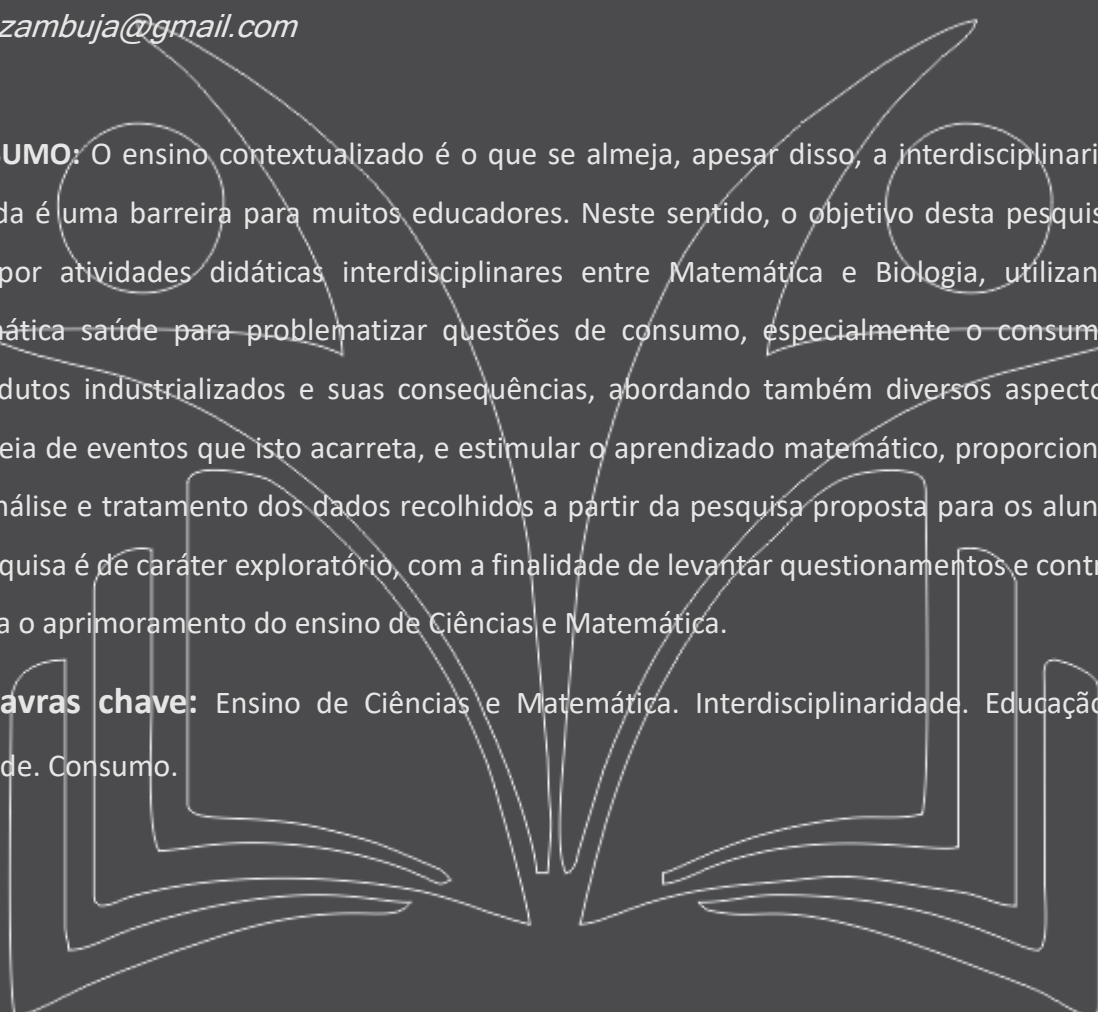 zambuja@gmail.com
UMO: O ensino contextualizado é o que se almeja, apesar disso, a interdisciplinari
da é uma barreira para muitos educadores. Neste sentido, o objetivo desta pesquis
por atividades didáticas interdisciplinares entre Matemática e Biologia, utilizan
ática saúde para problematizar questões de consumo, especialmente o consum
dutos industrializados e suas consequências, abordando também diversos aspecto
eia de eventos que isto acarreta, e estimular o aprendizado matemático, proporcion
nálise e tratamento dos dados recolhidos a partir da pesquisa proposta para os alun
quisa é de caráter exploratório, com a finalidade de levantar questionamentos e contr
a o aprimoramento do ensino de Ciências e Matemática.
avras chave: Ensino de Ciências e Matemática. Interdisciplinaridade. Educação
de. Consumo.